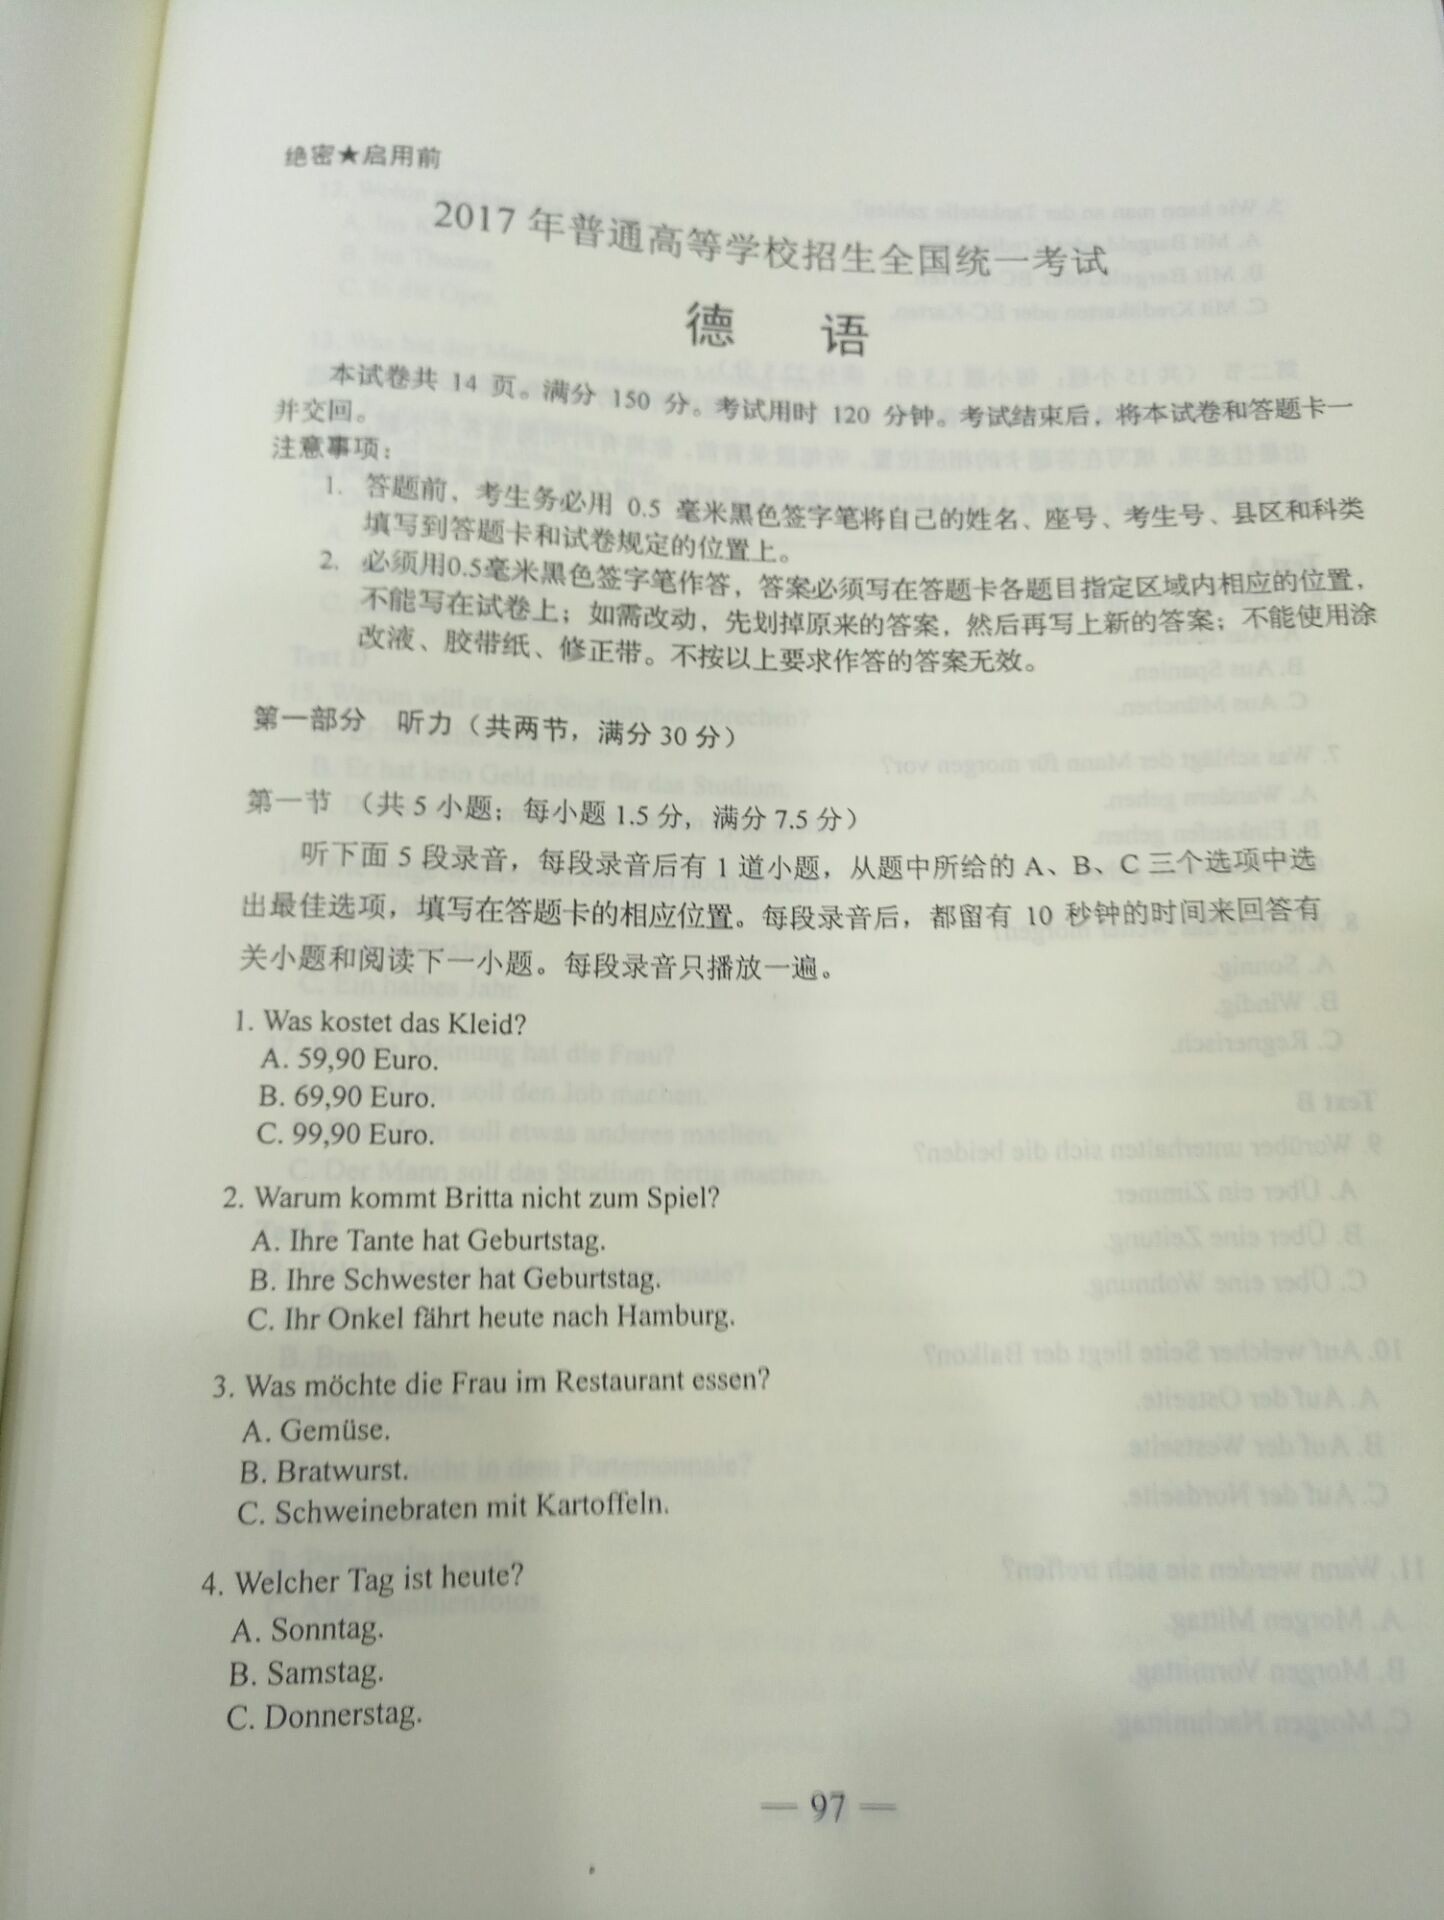 绝密★启用前
2017 年普通高等学校招生全国统一考试
德 语
本试卷共 14 页。满分 150 分。考试用时 120 分钟。考试结束后，将本试卷和答题卡一
并交回。
注意事项：
1. 答题前，考生务必用 0.5 毫米黑色签字笔将自己的姓名、座号、考生号、县区和科类
填写到答题卡和试卷规定的位置上。
2. 必须用0.5毫米黑色签字笔作答，答案必须写在答题卡各题目指定区域内相应的位置，
不能写在试卷上；如需改动，先划掉原来的答案，然后再写上新的答案；不能使用涂
改液、胶带纸、修正带。不按以上要求作答的答案无效。
第一部分 听力（共两节，满分 30 分）
第一节 （共 5 小题；每小题 1.5 分，满分 7.5 分）
听下面 5 段录音，每段录音后有 1 道小题，从题中所给的 A、B、C 三个选项中选
出最佳选项，填写在答题卡的相应位置。每段录音后，都留有 10 秒钟的时间来回答有
关小题和阅读下一小题。每段录音只播放一遍。
1. Was kostet das Kleid?
A. 59,90 Euro.
B. 69,90 Euro.
C. 99,90 Euro.
2. Warum kommt Britta nicht zum Spiel?
A. Ihre Tante hat Geburtstag.
B. Ihre Schwester hat Geburtstag.
C. Ihr Onkel fährt heute nach Hamburg.
3. Was möchte die Frau im Restaurant essen?
A. Gemüse.
B. Bratwurst.
C. Schweinebraten mit Kartoffeln.
4. Welcher Tag ist heute?
A. Sonntag.
B. Samstag.
C. Donnerstag.
— 97 —